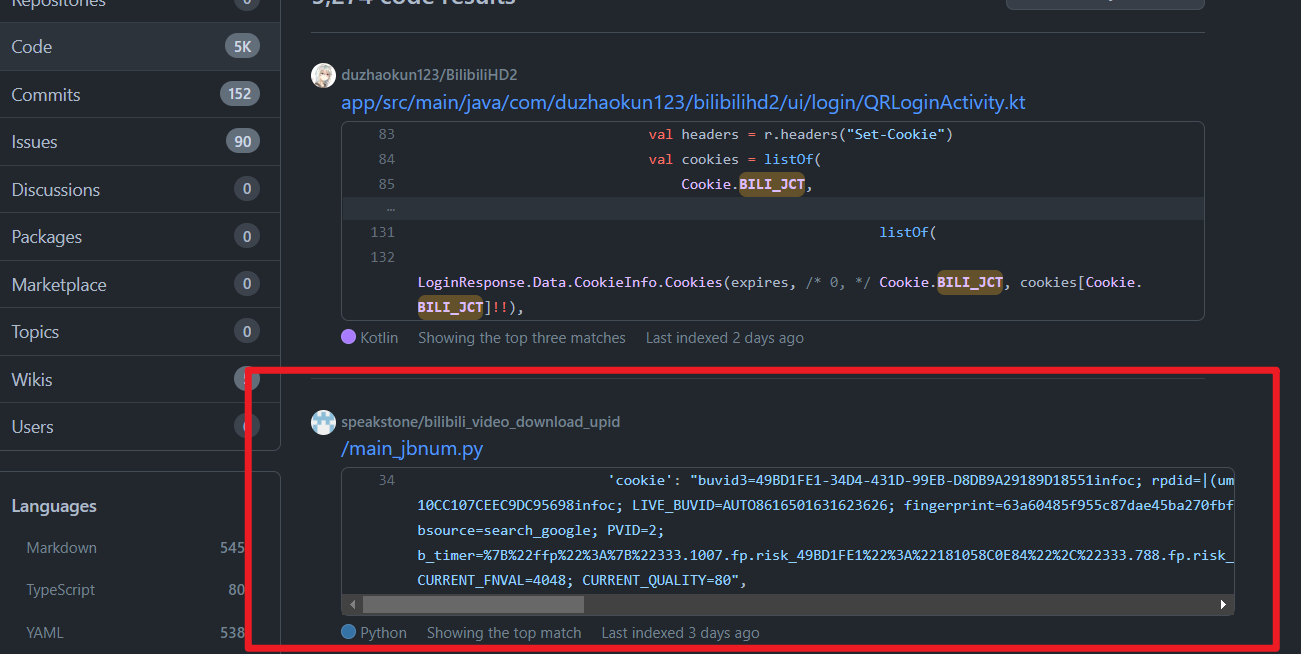 Repositories
0
9,274 code results
Code
5K
Commits
152
Issues
90
Discussions
0
Packages
0
Marketplace
0
Topics
0
Wikis
Users
Languages
Markdown
545
TypeScript
80
YAML
538
duzhaokun123/BilibiliHD2
app/src/main/java/com/duzhaokun123/bilibilihd2/ui/login/QRLoginActivity.kt
83 val headers = r.headers("Set-Cookie")
84 val cookies = listOf(
85 Cookie.BILI_JCT,
…
131 listOf(
132
LoginResponse.Data.CookieInfo.Cookies(expires, /* 0, */ Cookie.BILI_JCT, cookies[Cookie.
BILI_JCT]!!),
Kotlin Showing the top three matches Last indexed 2 days ago
speakstone/bilibili_video_download_upid
/main_jbnum.py
34 'cookie': "buvid3=49BD1FE1-34D4-431D-99EB-D8DB9A29189D18551infoc; rpdid=|(um
10CC107CEEC9DC95698infoc; LIVE_BUVID=AUTO8616501631623626; fingerprint=63a60485f955c87dae45ba270fbf
bsource=search_google; PVID=2;
b_timer=%7B%22ffp%22%3A%7B%22333.1007.fp.risk_49BD1FE1%22%3A%22181058C0E84%22%2C%22333.788.fp.risk_
CURRENT_FNVAL=4048; CURRENT_QUALITY=80",
Python Showing the top match Last indexed 3 days ago